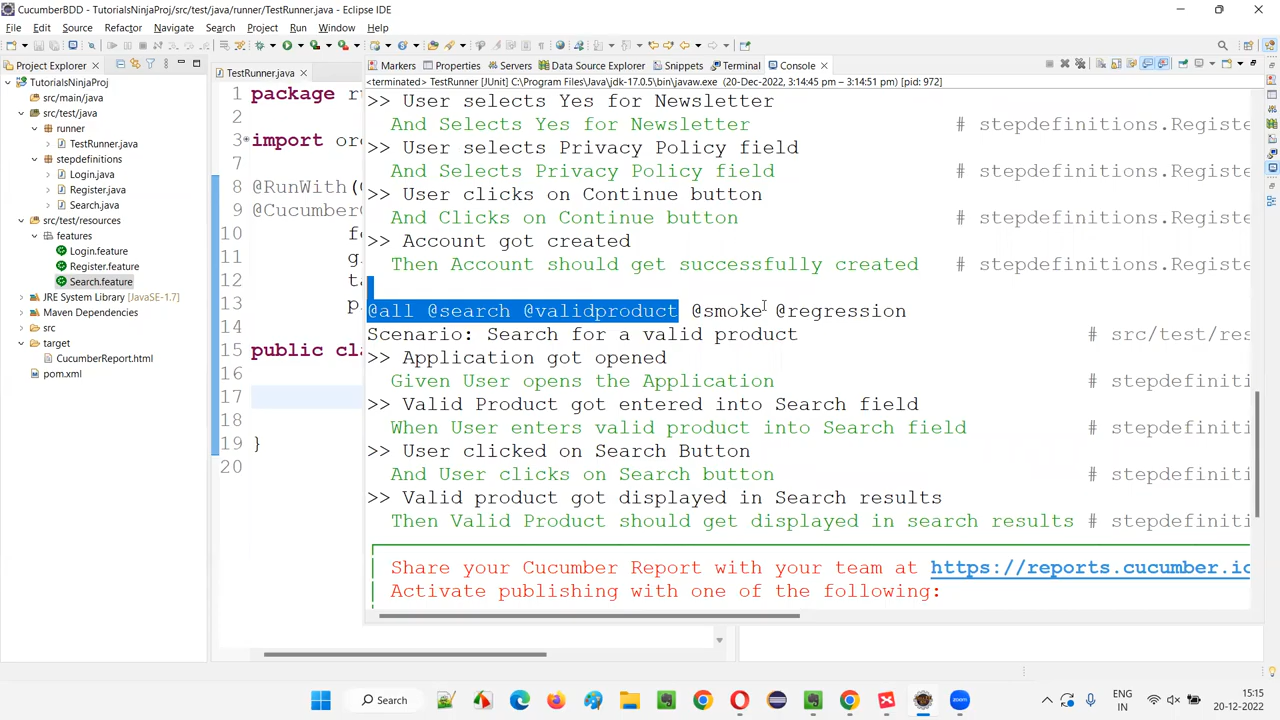 CucumberBDD - TutorialsNinjaProj/src/test/java/runner/TestRunner.java - Eclipse IDE
File Edit Source Refactor Navigate Search Project Run Window Help
Project Explorer
TutorialsNinjaProj
src/main/java
src/test/java
runner
TestRunner.java
stepdefinitions
Login.java
Register.java
Search.java
src/test/resources
features
Login.feature
Register.feature
Search.feature
JRE System Library [JavaSE-1.7]
Maven Dependencies
src
target
CucumberReport.html
pom.xml
TestRunner.java
1 package r
2
3 import or
7
8 @RunWith(
9 @Cucumber
10 f
11 g
12 t
13 p
14
15 public cl
16
17
18
19 }
20
Markers Properties Servers Data Source Explorer Snippets Terminal Console
<terminated> TestRunner [JUnit] C:\Program Files\Java\jdk-17.0.5\bin\javaw.exe (20-Dec-2022, 3:14:45 pm – 3:14:51 pm) [pid: 972]
>> User selects Yes for Newsletter
And Selects Yes for Newsletter # stepdefinitions.Registe
>> User selects Privacy Policy field
And Selects Privacy Policy field # stepdefinitions.Registe
>> User clicks on Continue button
And Clicks on Continue button # stepdefinitions.Registe
>> Account got created
Then Account should get successfully created # stepdefinitions.Registe
@all @search @validproduct @smoke @regression
Scenario: Search for a valid product # src/test/res
>> Application got opened
Given User opens the Application # stepdefiniti
>> Valid Product got entered into Search field
When User enters valid product into Search field # stepdefiniti
>> User clicked on Search Button
And User clicks on Search button # stepdefiniti
>> Valid product got displayed in Search results
Then Valid Product should get displayed in search results # stepdefiniti
Share your Cucumber Report with your team at https://reports.cucumber.io
Activate publishing with one of the following:
Search
ENG
IN
15:15
20-12-2022